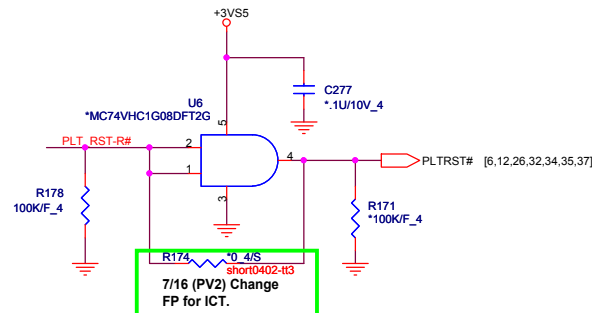 +3VS5
U6
*MC74VHC1G08DFT2G
C277
*.1U/10V_4
5
PLT_RST-R#
2
1
4
3
PLTRST# [6,12,26,32,34,35,37]
R178
100K/F_4
R171
*100K/F_4
R174 *0_4/S
short0402-tt3
7/16 (PV2) Change
FP for ICT.